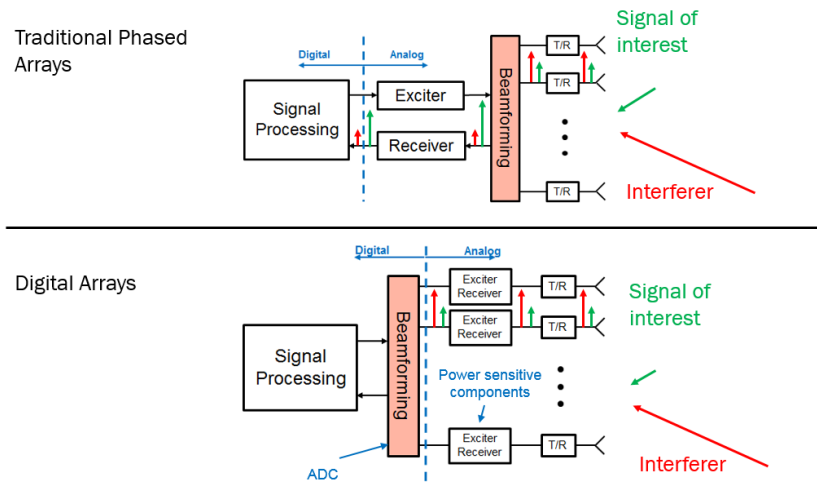 Traditional Phased
Arrays
Digital
Analog
Signal
Processing
Exciter
Receiver
Beamforming
T/R
T/R
T/R
Signal of
interest
Interferer
Digital Arrays
Digital
Analog
Signal
Processing
Beamforming
Exciter
Receiver
Exciter
Receiver
Exciter
Receiver
T/R
T/R
T/R
Power sensitive
components
ADC
Signal of
interest
Interferer